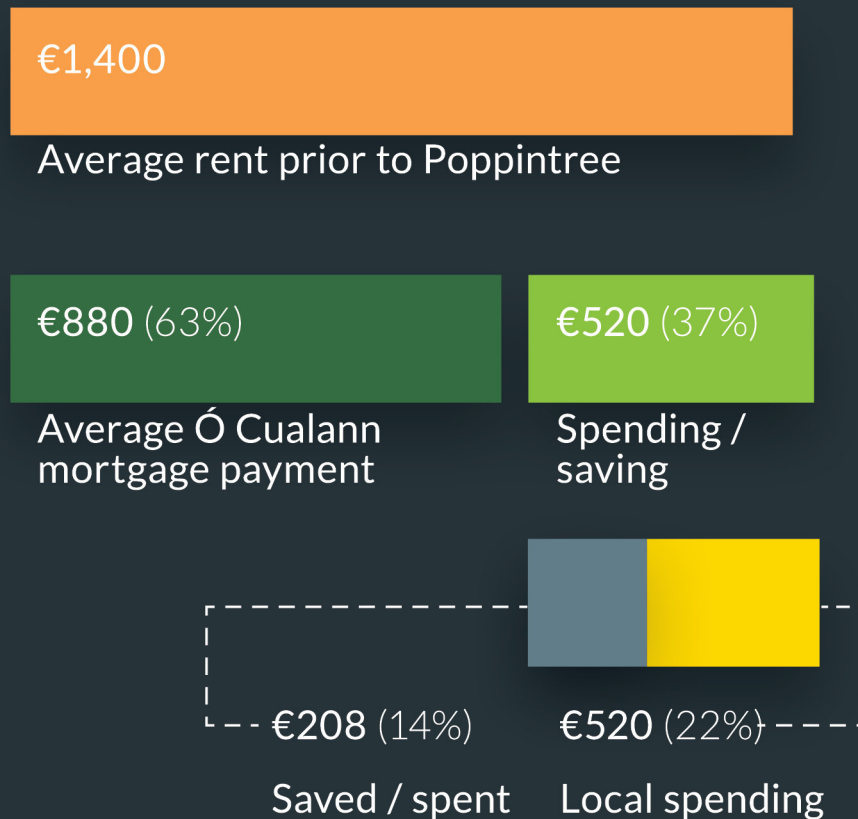 €1,400
Average rent prior to Poppintree
€880 (63%)
Average Ó Cualann
mortgage payment
€520 (37%)
Spending /
saving
€208 (14%)
Saved / spent
€520 (22%)
Local spending